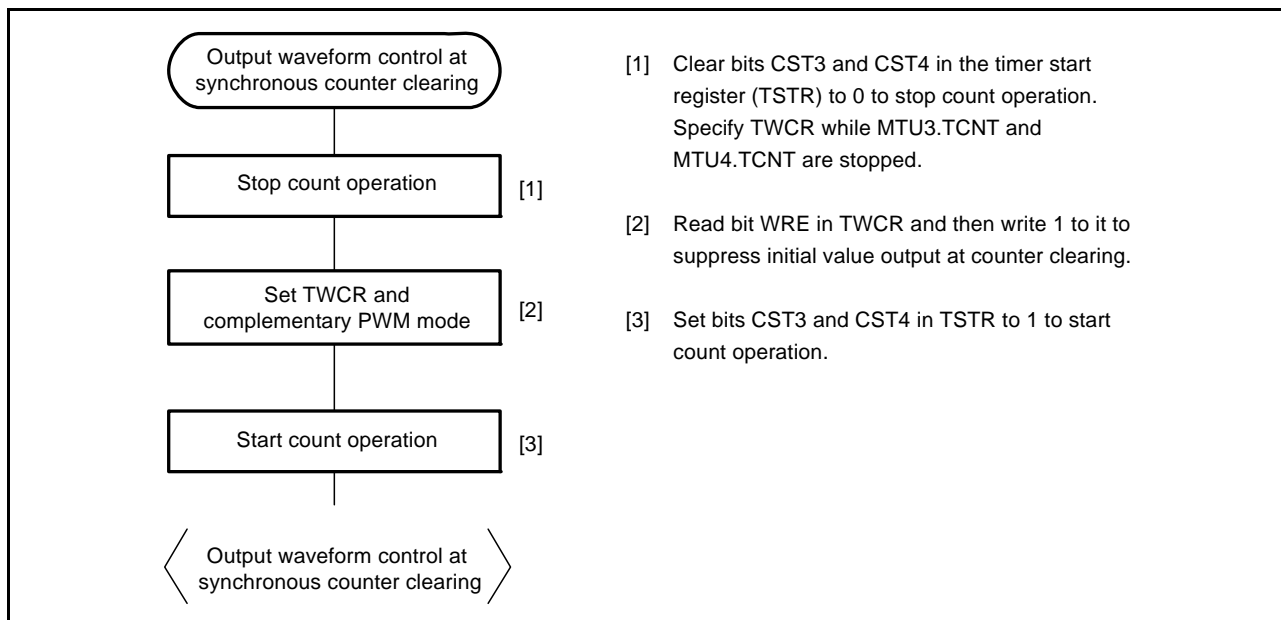 Output waveform control at
synchronous counter clearing
Stop count operation
[1]
Set TWCR and
complementary PWM mode
[2]
Start count operation
[3]
Output waveform control at
synchronous counter clearing
[1] Clear bits CST3 and CST4 in the timer start
register (TSTR) to 0 to stop count operation.
Specify TWCR while MTU3.TCNT and
MTU4.TCNT are stopped.
[2] Read bit WRE in TWCR and then write 1 to it to
suppress initial value output at counter clearing.
[3] Set bits CST3 and CST4 in TSTR to 1 to start
count operation.